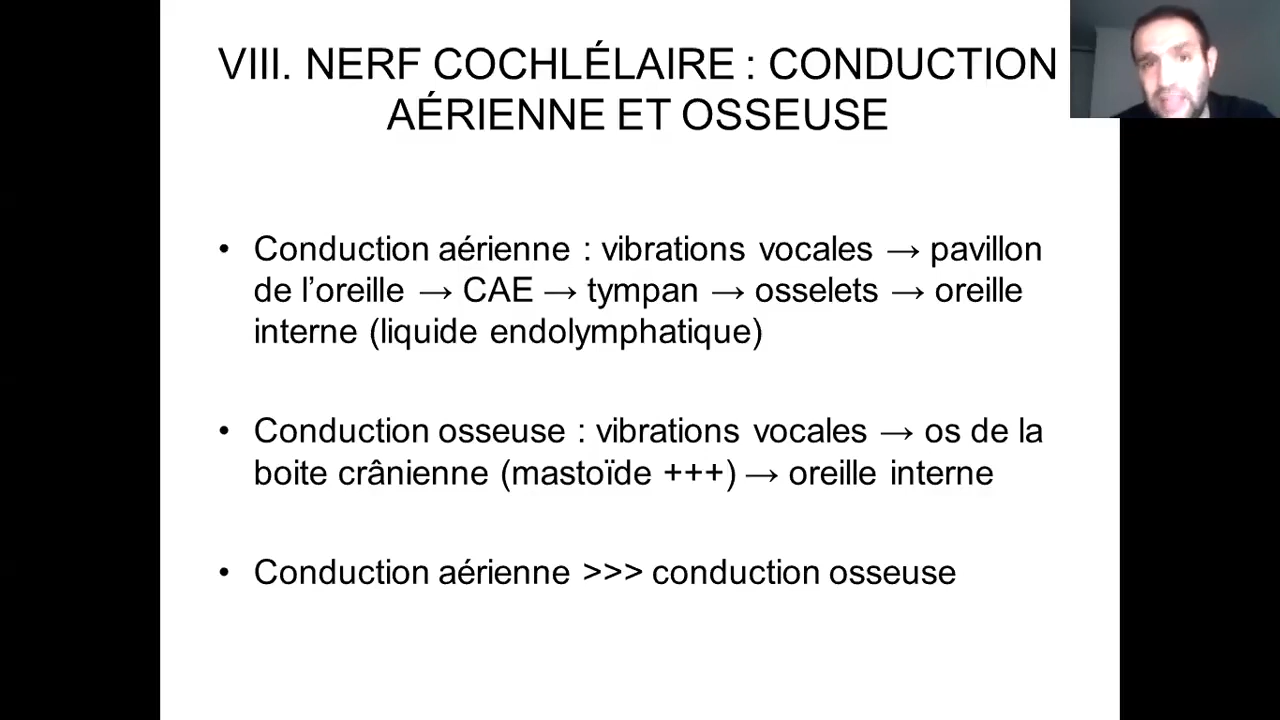 VIII. NERF COCHLÉLAIRE : CONDUCTION
AÉRIENNE ET OSSEUSE
• Conduction aérienne : vibrations vocales → pavillon
de l’oreille → CAE → tympan → osselets → oreille
interne (liquide endolymphatique)
• Conduction osseuse : vibrations vocales → os de la
boite crânienne (mastoïde +++) → oreille interne
• Conduction aérienne >>> conduction osseuse